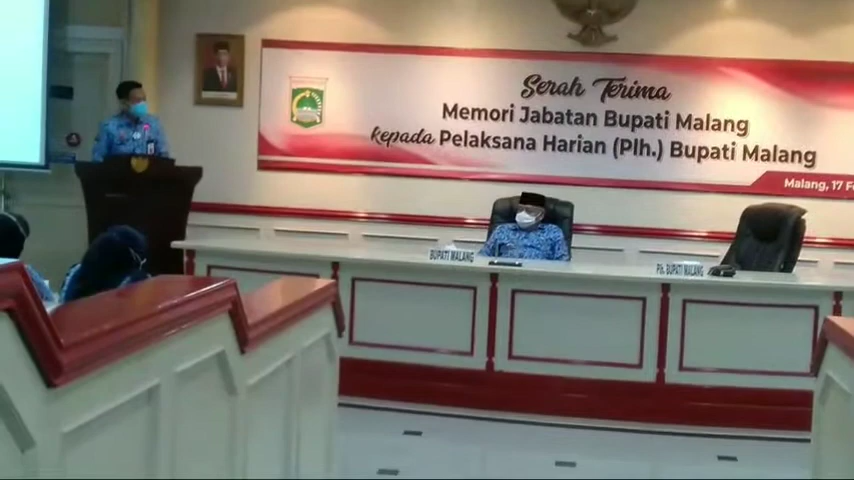 Serah Terima
Memori Jabatan Bupati Malang
kepada Pelaksana Harian (Plh.) Bupati Malang
Malang, 17 Fe
BUPATI MALANG
Plh. BUPATI MALANG